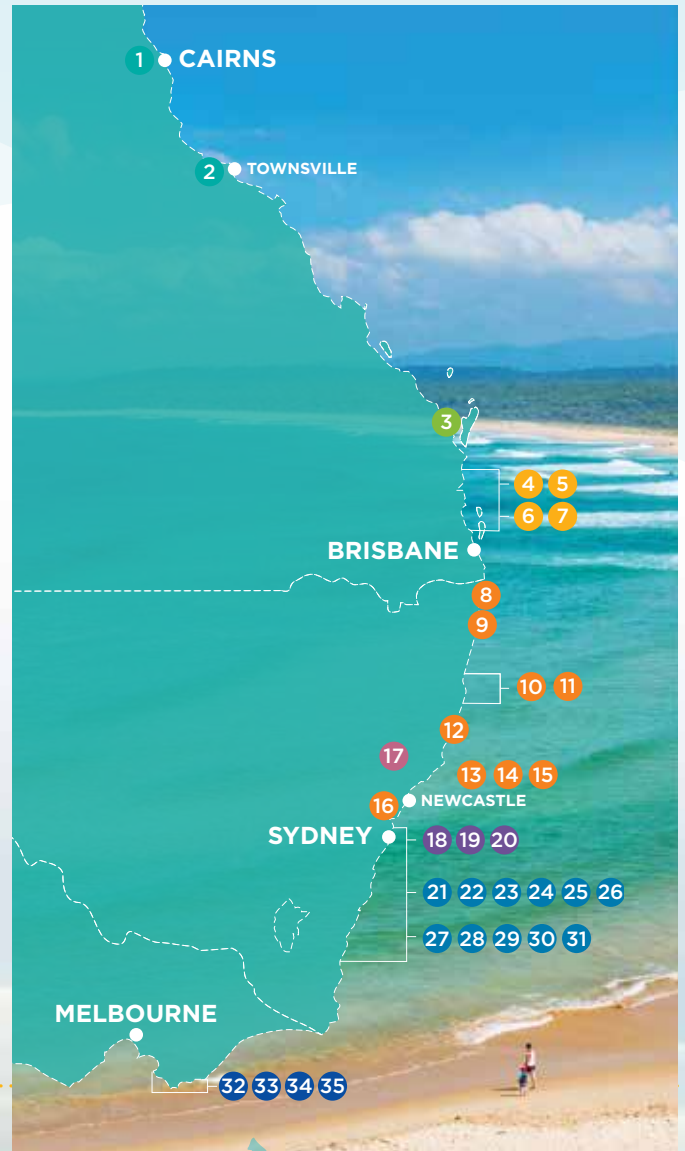 1 CAIRNS
2 TOWNSVILLE
3
4 5
6 7
BRISBANE
8
9
10 11
12
17
13 14 15
16 NEWCASTLE
SYDNEY 18 19 20
21 22 23 24 25 26
27 28 29 30 31
MELBOURNE
32 33 34 35